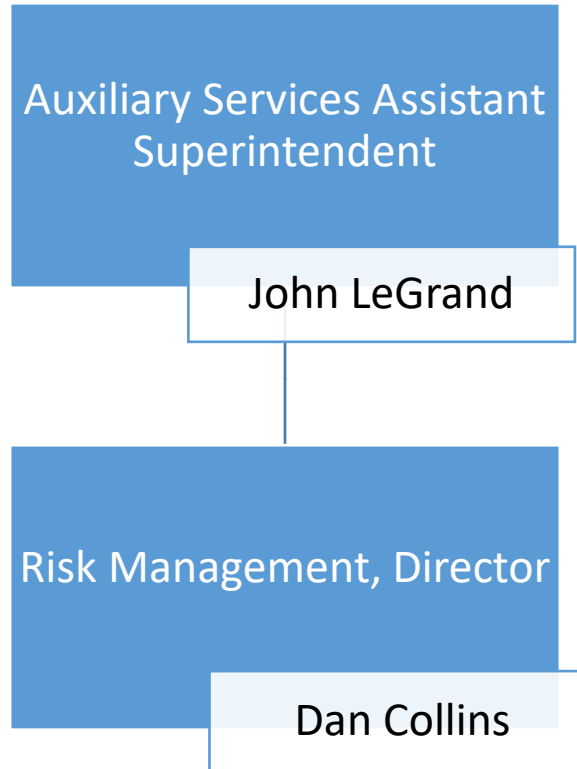 Auxiliary Services Assistant
Superintendent
John LeGrand
Risk Management, Director
Dan Collins